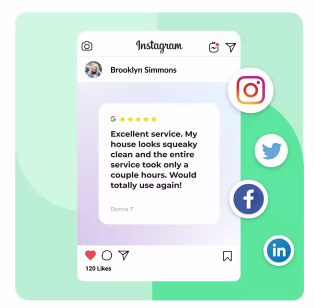 Instagram
Brooklyn Simmons
Excellent service. My
house looks squeaky
clean and the entire
service took only a
couple hours. Would
totally use again!
Donna T
120 Likes